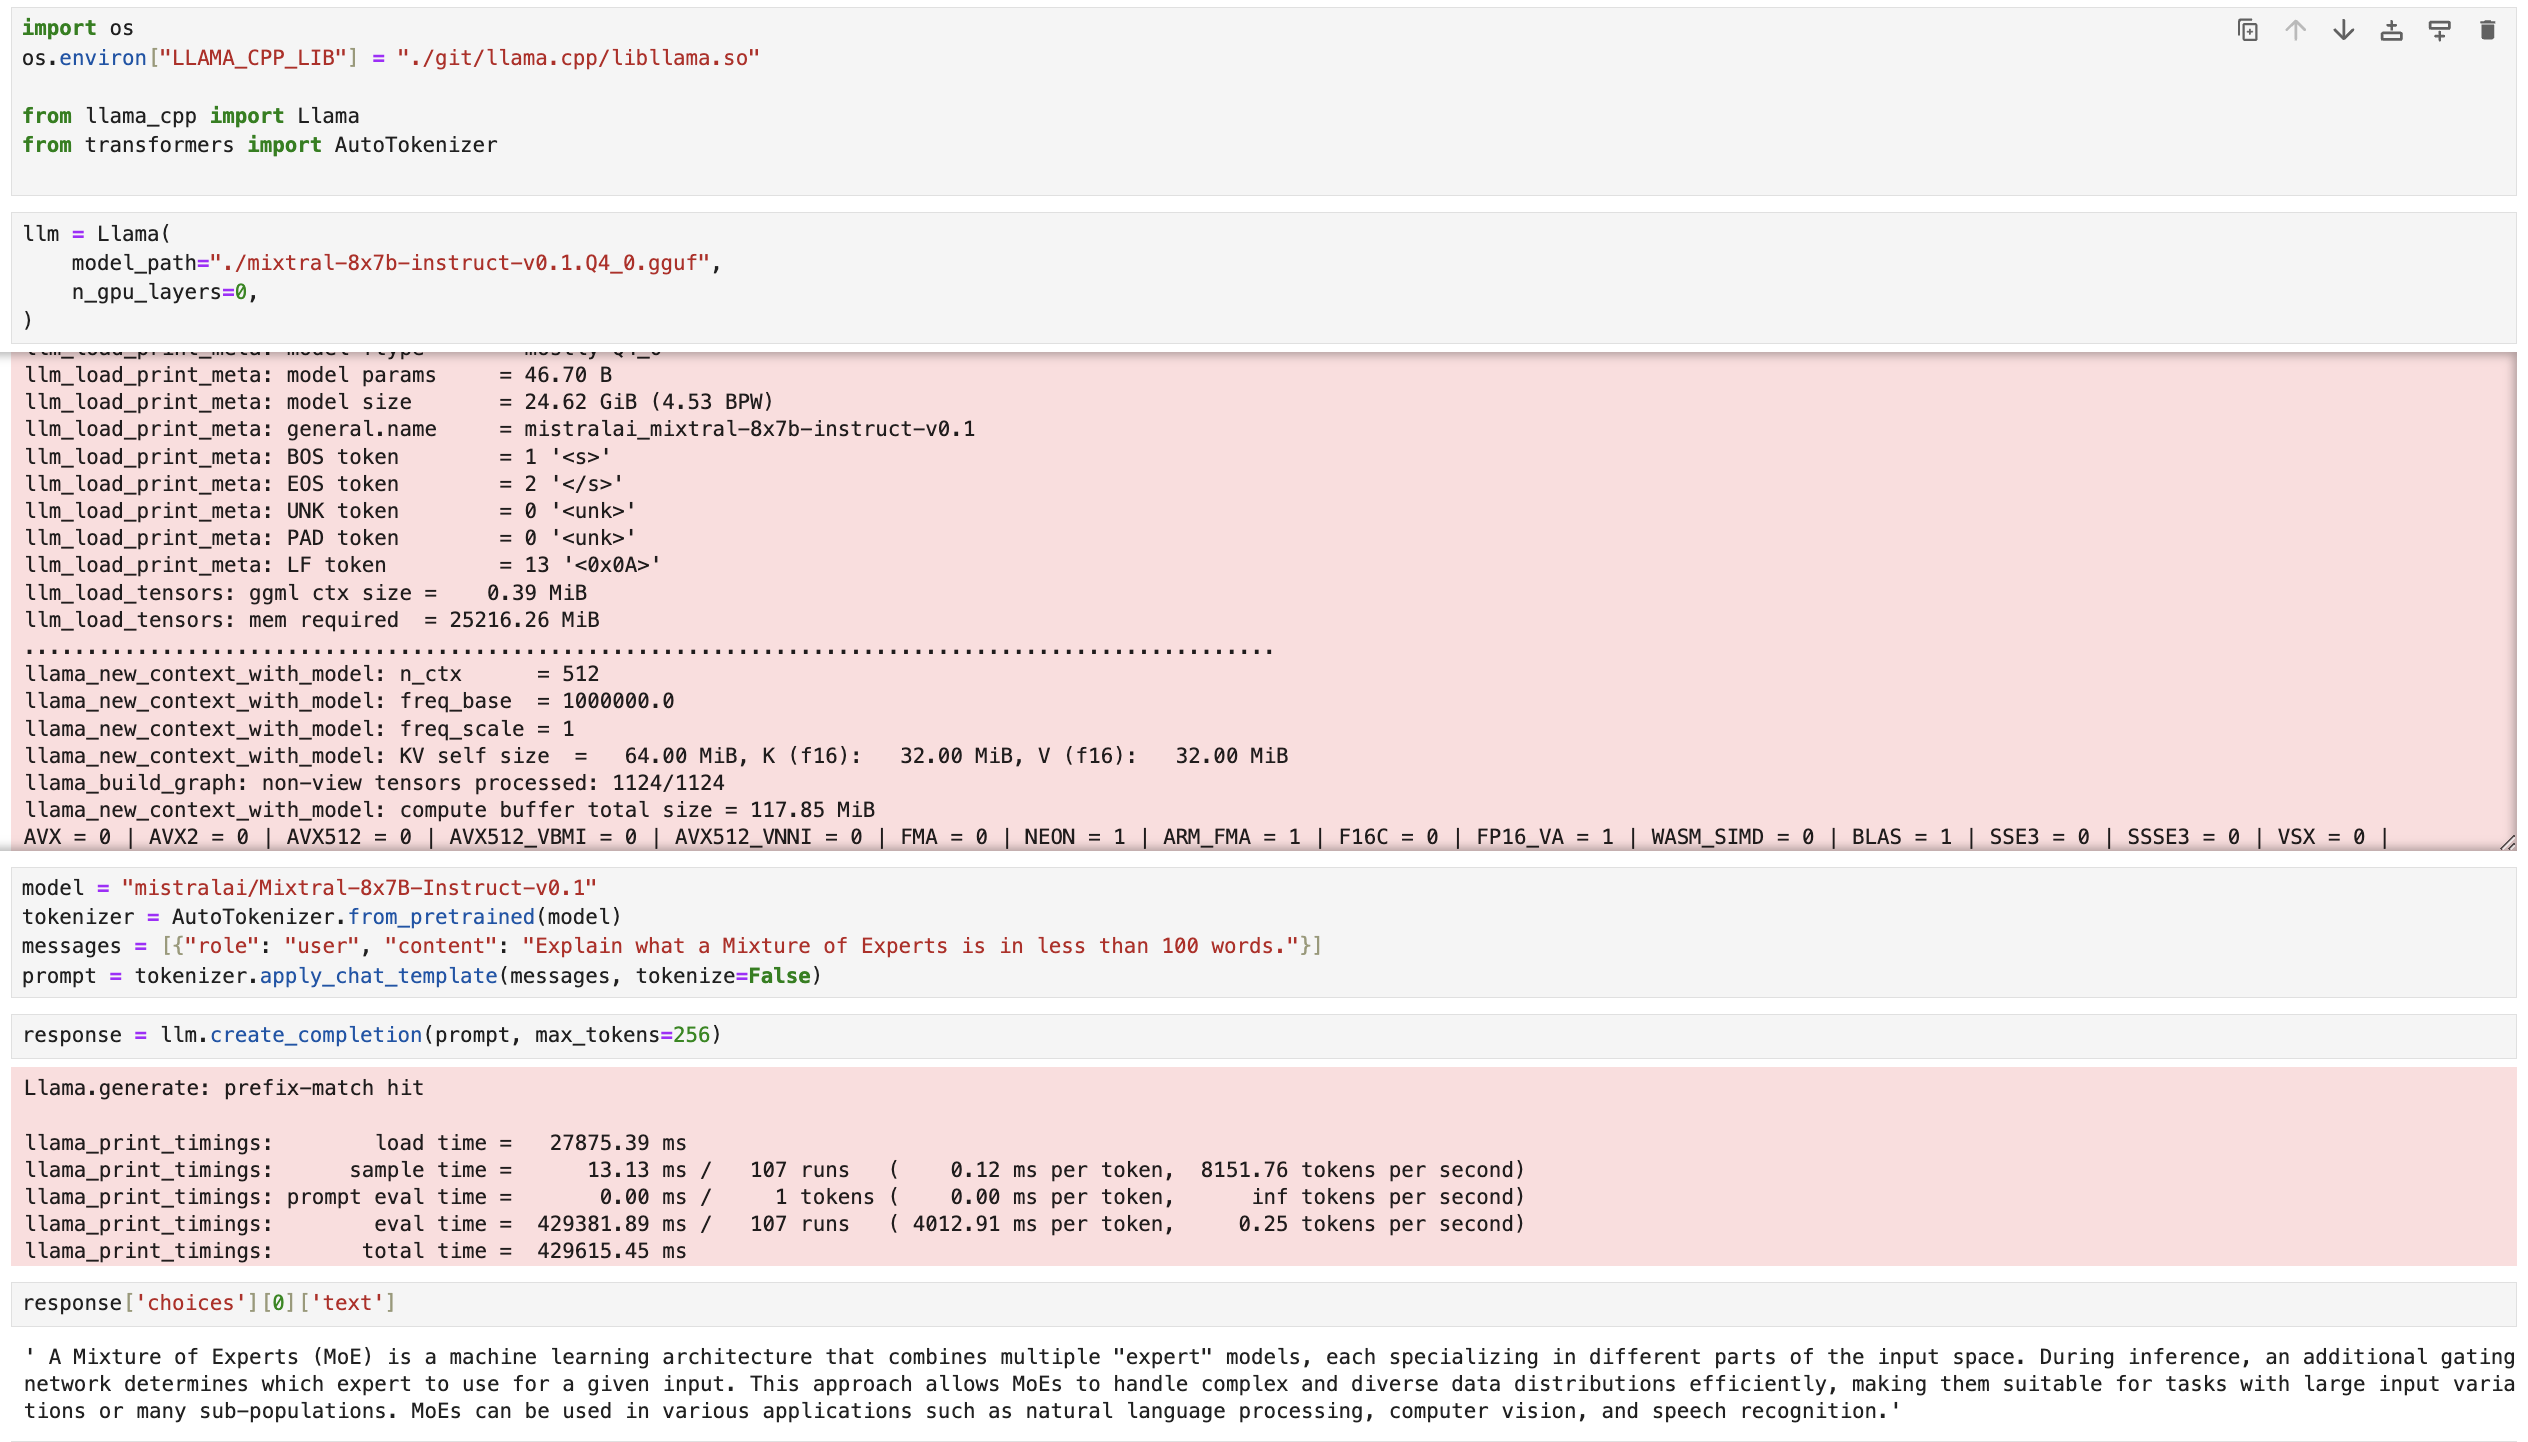 import os
os.environ["LLAMA_CPP_LIB"] = "./git/llama.cpp/libllama.so"
from llama_cpp import Llama
from transformers import AutoTokenizer
llm = Llama(
    model_path="./mixtral-8x7b-instruct-v0.1.Q4_0.gguf",
    n_gpu_layers=0,
)
llm_load_print_meta: model ftype      = mostly Q4_0
llm_load_print_meta: model params     = 46.70 B
llm_load_print_meta: model size       = 24.62 GiB (4.53 BPW)
llm_load_print_meta: general.name     = mistralai_mixtral-8x7b-instruct-v0.1
llm_load_print_meta: BOS token        = 1 '<s>'
llm_load_print_meta: EOS token        = 2 '</s>'
llm_load_print_meta: UNK token        = 0 '<unk>'
llm_load_print_meta: PAD token        = 0 '<unk>'
llm_load_print_meta: LF token         = 13 '<0x0A>'
llm_load_tensors: ggml ctx size =    0.39 MiB
llm_load_tensors: mem required  = 25216.26 MiB
....................................................................................................
llama_new_context_with_model: n_ctx      = 512
llama_new_context_with_model: freq_base  = 1000000.0
llama_new_context_with_model: freq_scale = 1
llama_new_context_with_model: KV self size  =   64.00 MiB, K (f16):   32.00 MiB, V (f16):   32.00 MiB
llama_build_graph: non-view tensors processed: 1124/1124
llama_new_context_with_model: compute buffer total size = 117.85 MiB
AVX = 0 | AVX2 = 0 | AVX512 = 0 | AVX512_VBMI = 0 | AVX512_VNNI = 0 | FMA = 0 | NEON = 1 | ARM_FMA = 1 | F16C = 0 | FP16_VA = 1 | WASM_SIMD = 0 | BLAS = 1 | SSE3 = 0 | SSSE3 = 0 | VSX = 0 |
model = "mistralai/Mixtral-8x7B-Instruct-v0.1"
tokenizer = AutoTokenizer.from_pretrained(model)
messages = [{"role": "user", "content": "Explain what a Mixture of Experts is in less than 100 words."}]
prompt = tokenizer.apply_chat_template(messages, tokenize=False)
response = llm.create_completion(prompt, max_tokens=256)
Llama.generate: prefix-match hit
llama_print_timings:        load time =   27875.39 ms
llama_print_timings:      sample time =      13.13 ms /   107 runs   (    0.12 ms per token,  8151.76 tokens per second)
llama_print_timings: prompt eval time =       0.00 ms /     1 tokens (    0.00 ms per token,      inf tokens per second)
llama_print_timings:        eval time =  429381.89 ms /   107 runs   ( 4012.91 ms per token,     0.25 tokens per second)
llama_print_timings:       total time =  429615.45 ms
response['choices'][0]['text']
' A Mixture of Experts (MoE) is a machine learning architecture that combines multiple "expert" models, each specializing in different parts of the input space. During inference, an additional gating
network determines which expert to use for a given input. This approach allows MoEs to handle complex and diverse data distributions efficiently, making them suitable for tasks with large input varia
tions or many sub-populations. MoEs can be used in various applications such as natural language processing, computer vision, and speech recognition.'